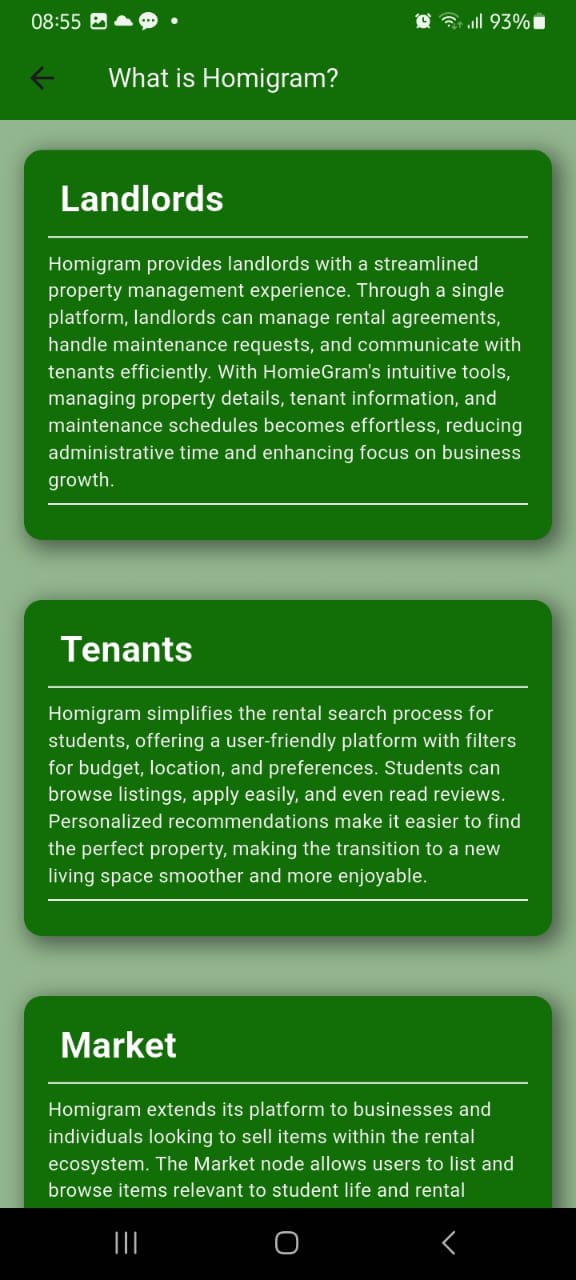 08:55
93%
What is Homigram?
Landlords
Homigram provides landlords with a streamlined
property management experience. Through a single
platform, landlords can manage rental agreements,
handle maintenance requests, and communicate with
tenants efficiently. With HomieGram's intuitive tools,
managing property details, tenant information, and
maintenance schedules becomes effortless, reducing
administrative time and enhancing focus on business
growth.
Tenants
Homigram simplifies the rental search process for
students, offering a user-friendly platform with filters
for budget, location, and preferences. Students can
browse listings, apply easily, and even read reviews.
Personalized recommendations make it easier to find
the perfect property, making the transition to a new
living space smoother and more enjoyable.
Market
Homigram extends its platform to businesses and
individuals looking to sell items within the rental
ecosystem. The Market node allows users to list and
browse items relevant to student life and rental